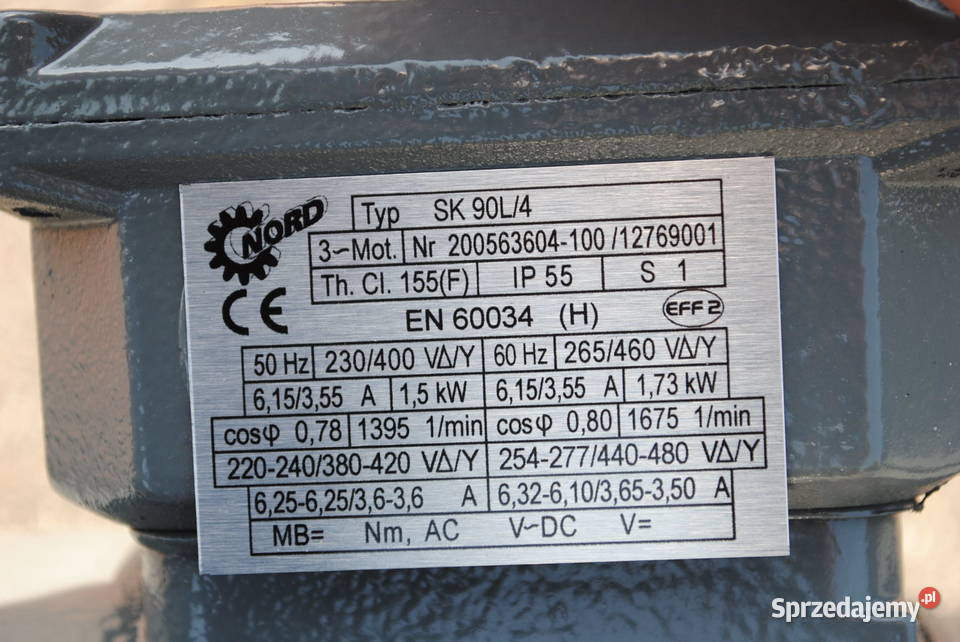 NORD
Typ SK 90L/4
3~Mot. Nr 200563604-100 /12769001
Th. Cl. 155(F) IP 55 S 1
CE EN 60034 (H) EFF 2
50 Hz 230/400 VΔ/Y 60 Hz 265/460 VΔ/Y
6,15/3,55 A 1,5 kW 6,15/3,55 A 1,73 kW
cosφ 0,78 1395 1/min cosφ 0,80 1675 1/min
220-240/380-420 VΔ/Y 254-277/440-480 VΔ/Y
6,25-6,25/3,6-3,6 A 6,32-6,10/3,65-3,50 A
MB= Nm, AC V~DC V=
Sprzedajemy.pl